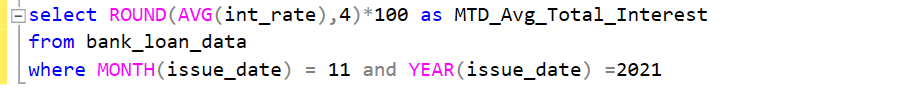 select ROUND(AVG(int_rate),4)*100 as MTD_Avg_Total_Interest
from bank_loan_data
where MONTH(issue_date) = 11 and YEAR(issue_date) =2021